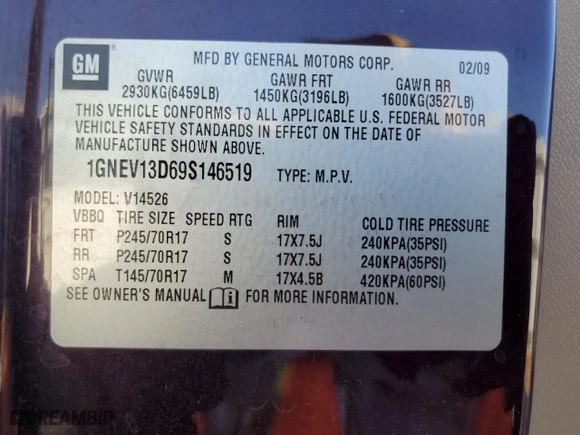 GM
MFD BY GENERAL MOTORS CORP. 02/09
GVWR GAWR FRT GAWR RR
2930KG(6459LB) 1450KG(3196LB) 1600KG(3527LB)
THIS VEHICLE CONFORMS TO ALL APPLICABLE U.S. FEDERAL MOTOR
VEHICLE SAFETY STANDARDS IN EFFECT ON THE DATE OF
MANUFACTURE SHOWN ABOVE.
1GNEV13D69S146519 TYPE: M.P.V.
MODEL: V14526
VBBQ TIRE SIZE SPEED RTG RIM COLD TIRE PRESSURE
FRT P245/70R17 S 17X7.5J 240KPA(35PSI)
RR P245/70R17 S 17X7.5J 240KPA(35PSI)
SPA T145/70R17 M 17X4.5B 420KPA(60PSI)
SEE OWNER'S MANUAL FOR MORE INFORMATION.
DREAMBID